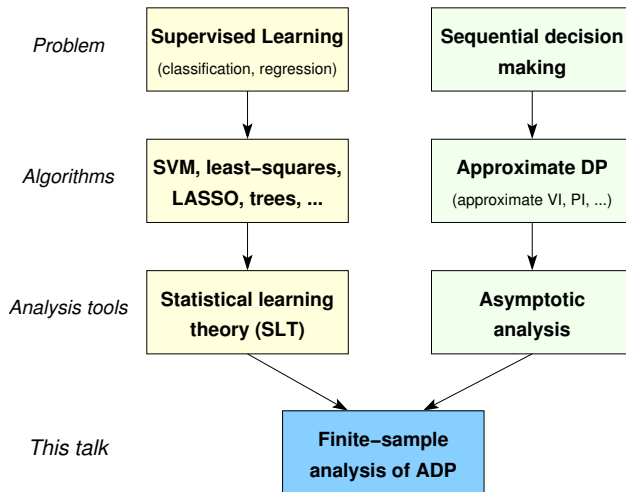 Problem
Supervised Learning
(classification, regression)
Sequential decision
making
Algorithms
SVM, least−squares,
LASSO, trees, ...
Approximate DP
(approximate VI, PI, ...)
Analysis tools
Statistical learning
theory (SLT)
Asymptotic
analysis
This talk
Finite−sample
analysis of ADP